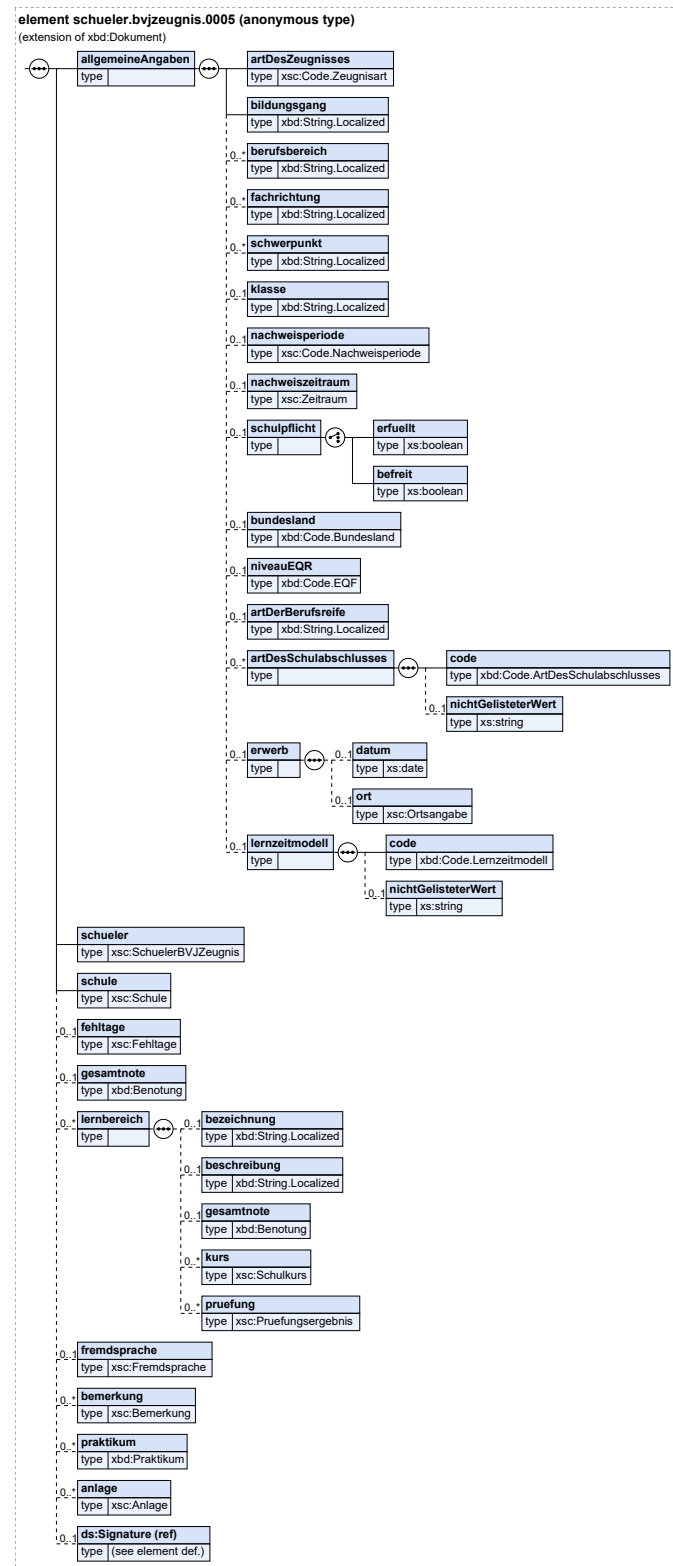 element schueler.bvjzeugnis.0005 (anonymous type)
(extension of xbd:Dokument)
allgemeineAngaben
type
artDesZeugnisses
type xsc:Code.Zeugnisart
bildungsgang
type xbd:String.Localized
0..* berufsbereich
type xbd:String.Localized
0..* fachrichtung
type xbd:String.Localized
0..* schwerpunkt
type xbd:String.Localized
0..1 klasse
type xbd:String.Localized
0..1 nachweisperiode
type xsc:Code.Nachweisperiode
0..1 nachweiszeitraum
type xsc:Zeitraum
0..1 schulpflicht
type
erfuellt
type xs:boolean
befreit
type xs:boolean
0..1 bundesland
type xbd:Code.Bundesland
0..1 niveauEQR
type xbd:Code.EQF
0..1 artDerBerufsreife
type xbd:String.Localized
0..* artDesSchulabschlusses
type
code
type xbd:Code.ArtDesSchulabschlusses
0..1 nichtGelisteterWert
type xs:string
0..1 erwerb
type
0..1 datum
type xs:date
0..1 ort
type xsc:Ortsangabe
0..1 lernzeitmodell
type
code
type xbd:Code.Lernzeitmodell
0..1 nichtGelisteterWert
type xs:string
schueler
type xsc:SchuelerBVJZeugnis
schule
type xsc:Schule
0..1 fehltage
type xsc:Fehltage
0..1 gesamtnote
type xbd:Benotung
0..* lernbereich
type
0..1 bezeichnung
type xbd:String.Localized
0..1 beschreibung
type xbd:String.Localized
0..1 gesamtnote
type xbd:Benotung
0..* kurs
type xsc:Schulkurs
0..* pruefung
type xsc:Pruefungsergebnis
0..1 fremdsprache
type xsc:Fremdsprache
0..* bemerkung
type xsc:Bemerkung
0..* praktikum
type xbd:Praktikum
0..* anlage
type xsc:Anlage
0..1 ds:Signature (ref)
type (see element def.)